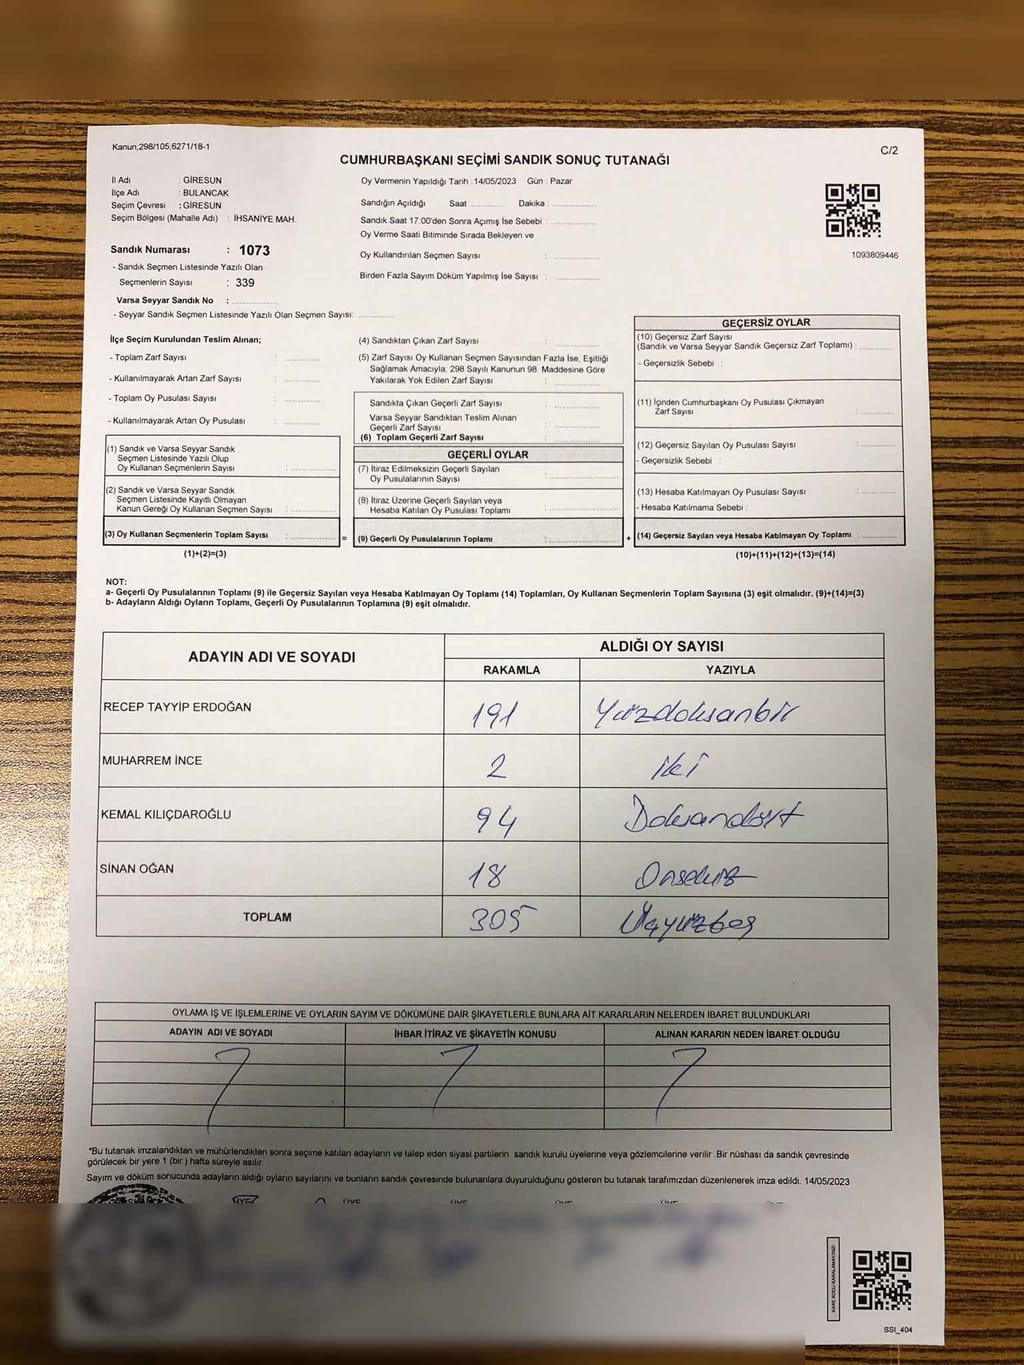 Kanun;298/105;6271/18-1
C/2
CUMHURBAŞKANI SEÇİMİ SANDIK SONUÇ TUTANAĞI
İl Adı : GİRESUN
İlçe Adı : BULANCAK
Seçim Çevresi : GİRESUN
Seçim Bölgesi (Mahalle Adı) : İHSANİYE MAH.
Sandık Numarası : 1073
- Sandık Seçmen Listesinde Yazılı Olan
Seçmenlerin Sayısı : 339
Varsa Seyyar Sandık No : ..............
- Seyyar Sandık Seçmen Listesinde Yazılı Olan Seçmen Sayısı: ............
Oy Vermenin Yapıldığı Tarih :14/05/2023 Gün : Pazar
Sandığın Açıldığı Saat : .......... Dakika : ..............
Sandık Saat 17:00'den Sonra Açımış İse Sebebi : ..............
Oy Verme Saati Bitiminde Sırada Bekleyen ve
Oy Kullandırılan Seçmen Sayısı : ..............
Birden Fazla Sayım Döküm Yapılmış İse Sayısı : ..............
1093809446
İlçe Seçim Kurulundan Teslim Alınan;
- Toplam Zarf Sayısı : ............
- Kullanılmayarak Artan Zarf Sayısı : ............
- Toplam Oy Pusulası Sayısı : ............
- Kullanılmayarak Artan Oy Pusulası : ............
(1) Sandık ve Varsa Seyyar Sandık
Seçmen Listesinde Yazılı Olup
Oy Kullanan Seçmenlerin Sayısı : ..............
(2) Sandık ve Varsa Seyyar Sandık
Seçmen Listesinde Kayıtlı Olmayan
Kanun Gereği Oy Kullanan Seçmen Sayısı : ..............
(3) Oy Kullanan Seçmenlerin Toplam Sayısı : ..............
(1)+(2)=(3)
=
(4) Sandıktan Çıkan Zarf Sayısı : ..............
(5) Zarf Sayısı Oy Kullanan Seçmen Sayısından Fazla İse, Eşitliği
Sağlamak Amacıyla; 298 Sayılı Kanunun 98. Maddesine Göre
Yakılarak Yok Edilen Zarf Sayısı : ..............
Sandıkta Çıkan Geçerli Zarf Sayısı : ..............
Varsa Seyyar Sandıktan Teslim Alınan
Geçerli Zarf Sayısı : ..............
(6) Toplam Geçerli Zarf Sayısı : ..............
GEÇERLİ OYLAR
(7) İtiraz Edilmeksizin Geçerli Sayılan
Oy Pusulalarının Sayısı : ..............
(8) İtiraz Üzerine Geçerli Sayılan veya
Hesaba Katılan Oy Pusulası Toplamı : ..............
(9) Geçerli Oy Pusulalarının Toplamı : ..............
+
GEÇERSİZ OYLAR
(10) Geçersiz Zarf Sayısı
(Sandık ve Varsa Seyyar Sandık Geçersiz Zarf Toplamı) : ............
- Geçersizlik Sebebi :
(11) İçinden Cumhurbaşkanı Oy Pusulası Çıkmayan
Zarf Sayısı : ............
(12) Geçersiz Sayılan Oy Pusulası Sayısı : ............
- Geçersizlik Sebebi :
(13) Hesaba Katılmayan Oy Pusulası Sayısı : ............
- Hesaba Katılmama Sebebi :
(14) Geçersiz Sayılan veya Hesaba Katılmayan Oy Toplamı : ............
(10)+(11)+(12)+(13)=(14)
NOT:
a- Geçerli Oy Pusulalarının Toplamı (9) ile Geçersiz Sayılan veya Hesaba Katılmayan Oy Toplamı (14) Toplamları, Oy Kullanan Seçmenlerin Toplam Sayısına (3) eşit olmalıdır. (9)+(14)=(3)
b- Adayların Aldığı Oyların Toplamı, Geçerli Oy Pusulalarının Toplamına (9) eşit olmalıdır.
ADAYIN ADI VE SOYADI
ALDIĞI OY SAYISI
RAKAMLA YAZIYLA
RECEP TAYYİP ERDOĞAN 191 Yüzdoksanbir
MUHARREM İNCE 2 iki
KEMAL KILIÇDAROĞLU 94 Doksandört
SİNAN OĞAN 18 Onsekiz
TOPLAM 305 Üçyüzbeş
OYLAMA İŞ VE İŞLEMLERİNE VE OYLARIN SAYIM VE DÖKÜMÜNE DAİR ŞİKAYETLERLE BUNLARA AİT KARARLARIN NELERDEN İBARET BULUNDUKLARI
ADAYIN ADI VE SOYADI İHBAR İTİRAZ VE ŞİKAYETİN KONUSU ALINAN KARARIN NEDEN İBARET OLDUĞU
*Bu tutanak imzalandıktan ve mühürlendikten sonra seçime katılan adayların ve talep eden siyasi partilerin sandık kurulu üyelerine veya gözlemcilerine verilir .Bir nüshası da sandık çevresinde
görülecek bir yere 1 (bir ) hafta süreyle asılır.
Sayım ve döküm sonucunda adayların aldığı oyların sayılarını ve bunların sandık çevresinde bulunanlara duyurulduğunu gösteren bu tutanak tarafımızdan düzenlenerek imza edildi. 14/05/2023
ÜYE ÜYE ÜYE ÜYE ÜYE ÜYE
KARE KODU KARALAMAYINIZ!
SSI_404